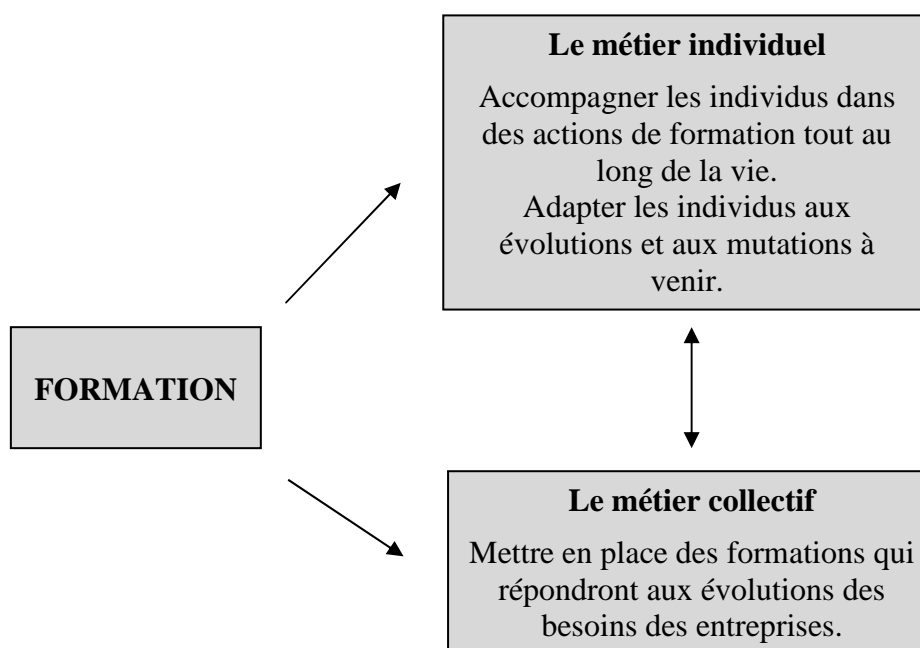 Le métier individuel
Accompagner les individus dans
des actions de formation tout au
long de la vie.
Adapter les individus aux
évolutions et aux mutations à
venir.
FORMATION
Le métier collectif
Mettre en place des formations qui
répondront aux évolutions des
besoins des entreprises.